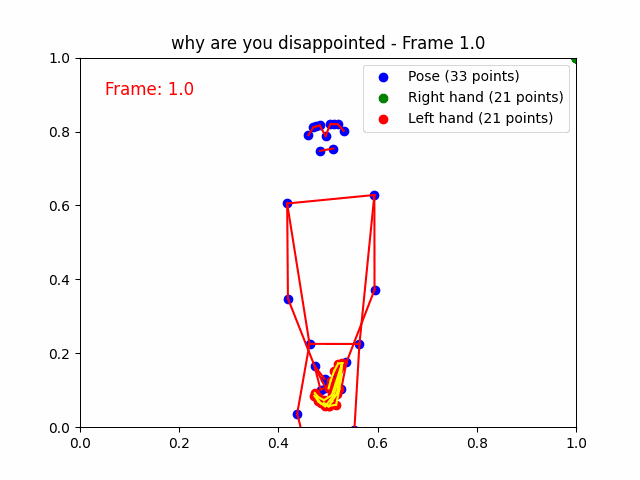 why are you disappointed - Frame 1.0
Frame: 1.0
Pose (33 points)
Right hand (21 points)
Left hand (21 points)
1.0
0.8
0.6
0.4
0.2
0.0
0.0 0.2 0.4 0.6 0.8 1.0